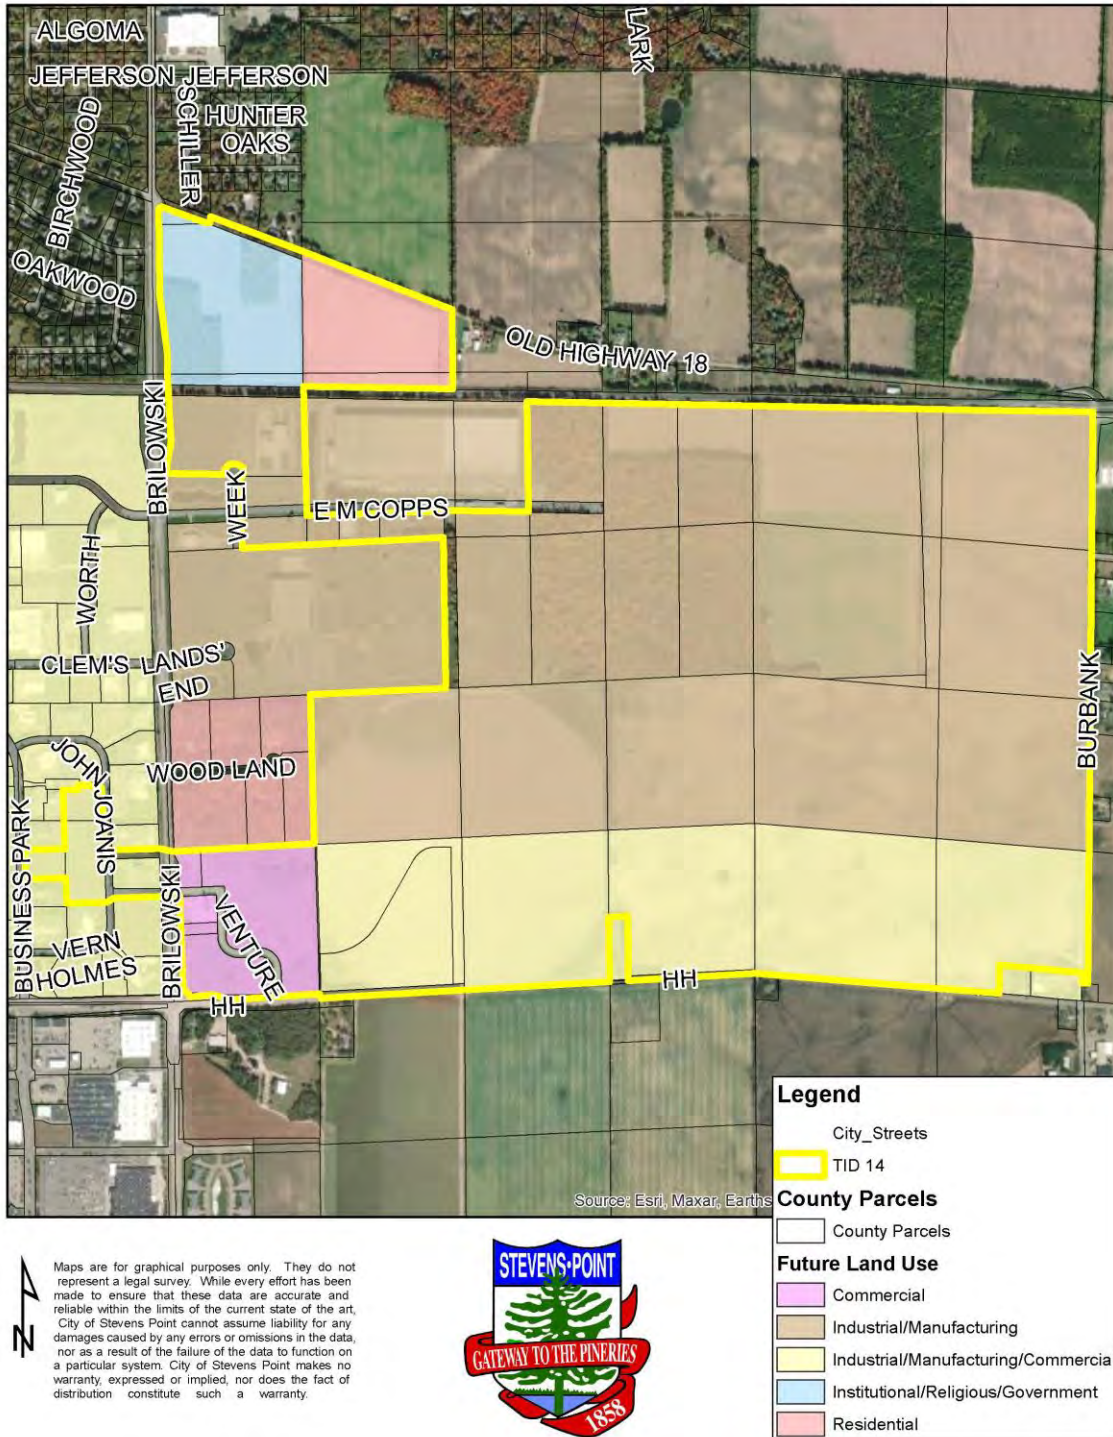 ALGOMA
JEFFERSON JEFFERSON
LARK
BIRCHWOOD
SCHILLER
HUNTER
OAKS
OAKWOOD
OLD HIGHWAY 18
BRILOWSKI
WEEK
E M COPPS
WORTH
CLEM'S LANDS'
END
BURBANK
JOHN JOANIS
WOOD LAND
BUSINESS PARK
BRILOWSKI
VENTURE
VERN
HOLMES
HH
HH
Source: Esri, Maxar, Earths
Legend
City_Streets
TID 14
County Parcels
County Parcels
Future Land Use
Commercial
Industrial/Manufacturing
Industrial/Manufacturing/Commercial
Institutional/Religious/Government
Residential
N
Maps are for graphical purposes only. They do not
represent a legal survey. While every effort has been
made to ensure that these data are accurate and
reliable within the limits of the current state of the art,
City of Stevens Point cannot assume liability for any
damages caused by any errors or omissions in the data,
nor as a result of the failure of the data to function on
a particular system. City of Stevens Point makes no
warranty, expressed or implied, nor does the fact of
distribution constitute such a warranty.
STEVENS•POINT
GATEWAY TO THE PINERIES
1858